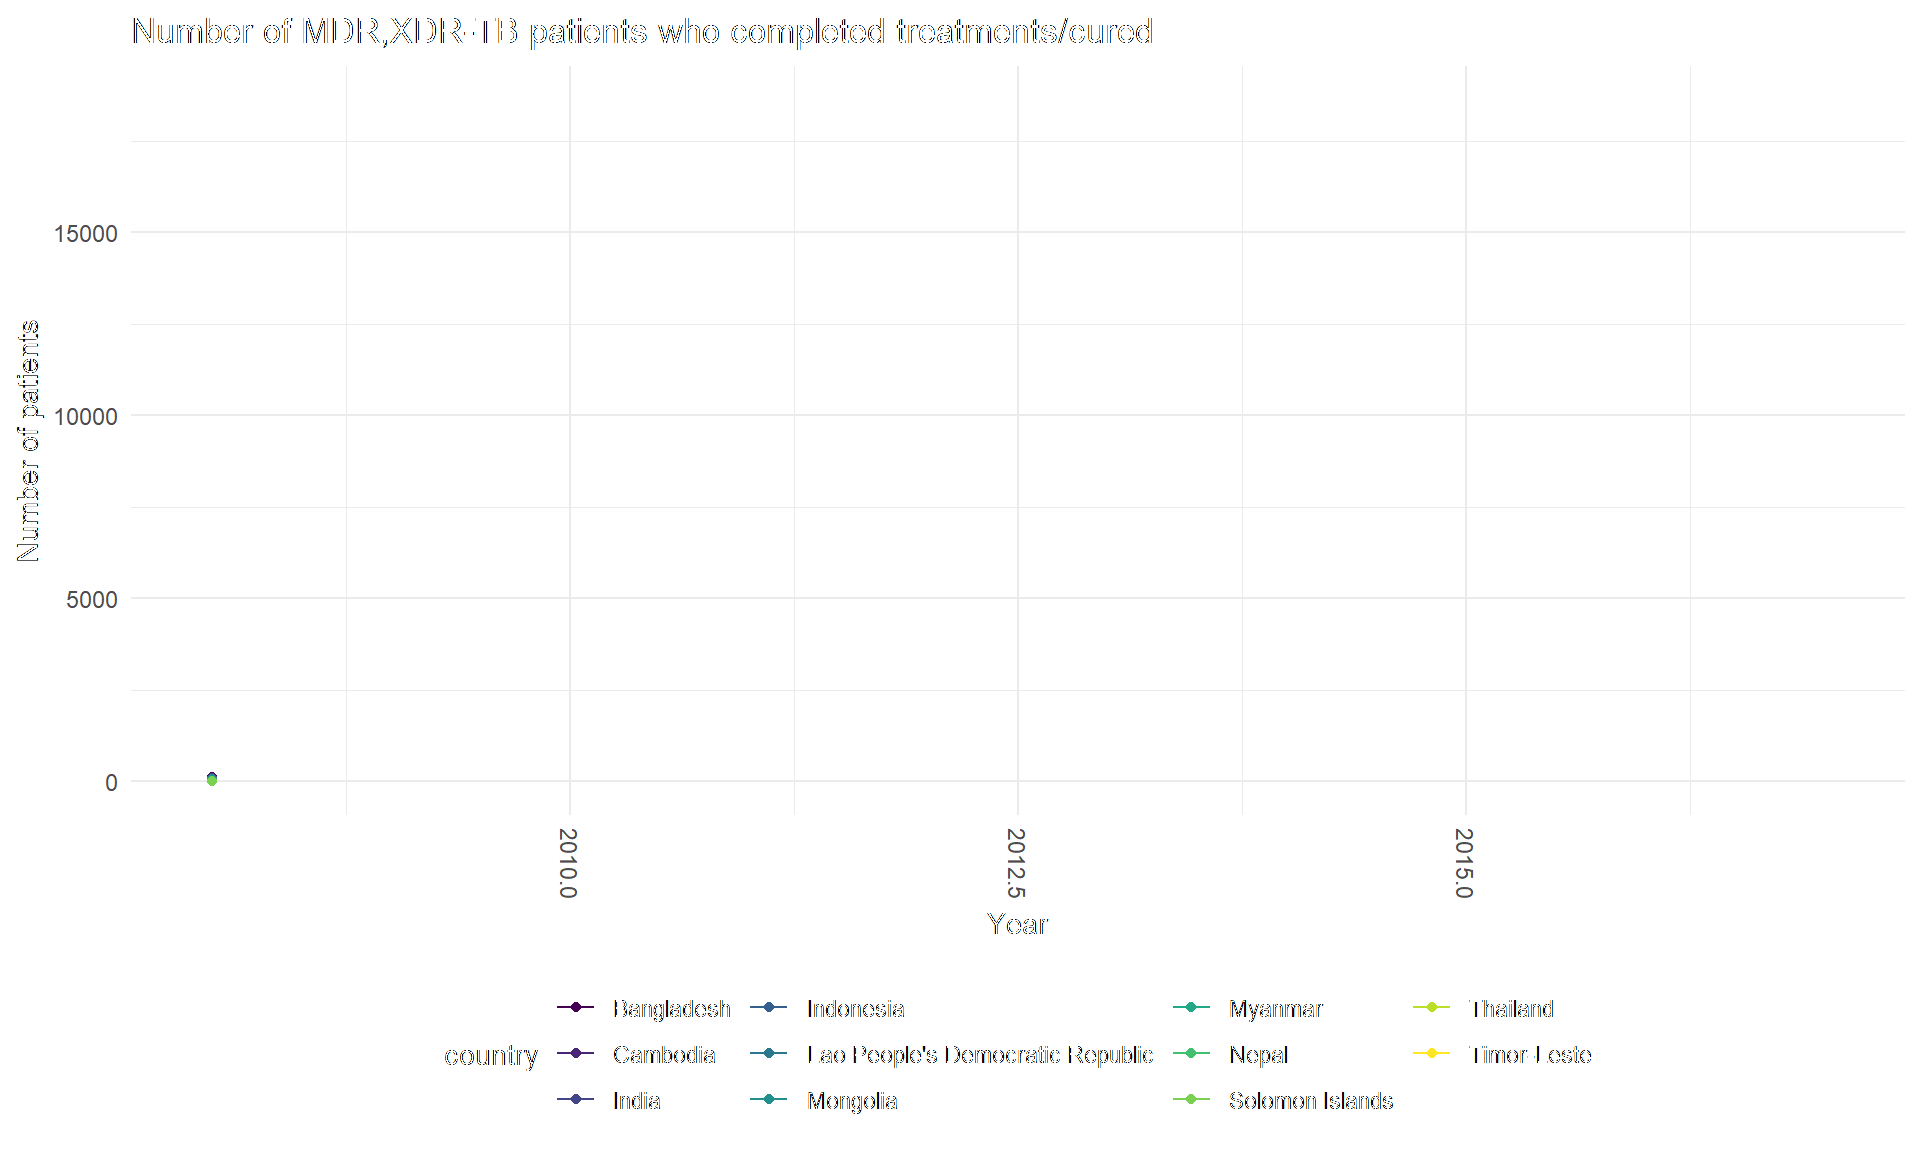 Number of MDR,XDR-TB patients who completed treatments/cured
Number of patients
15000
10000
5000
0
2010.0
2012.5
2015.0
Year
country
Bangladesh
Cambodia
India
Indonesia
Lao People's Democratic Republic
Mongolia
Myanmar
Nepal
Solomon Islands
Thailand
Timor-Leste